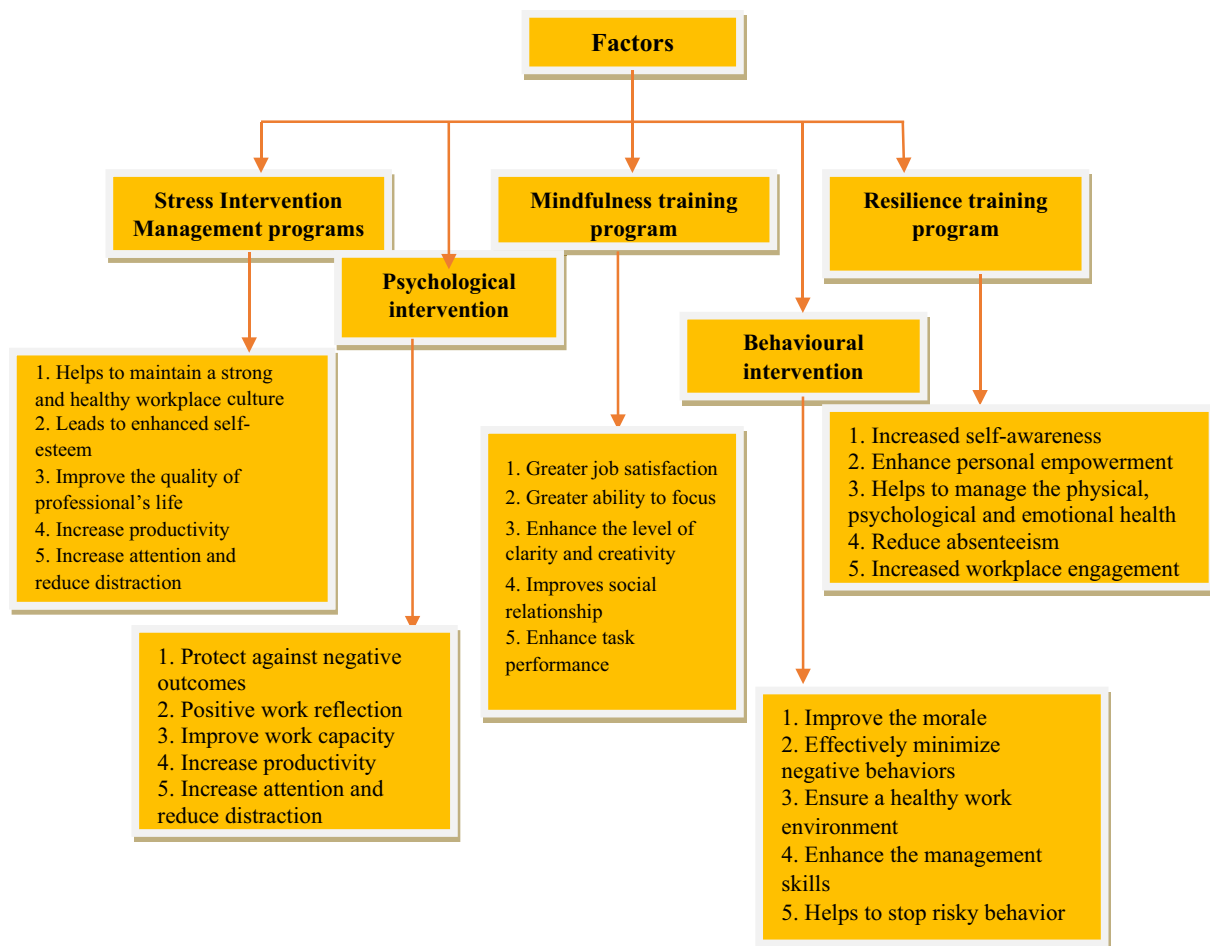 Factors
Stress Intervention
Management programs
Psychological
intervention
Mindfulness training
program
Behavioural
intervention
Resilience training
program
1. Helps to maintain a strong
and healthy workplace culture
2. Leads to enhanced self-
esteem
3. Improve the quality of
professional’s life
4. Increase productivity
5. Increase attention and
reduce distraction
1. Protect against negative
outcomes
2. Positive work reflection
3. Improve work capacity
4. Increase productivity
5. Increase attention and
reduce distraction
1. Greater job satisfaction
2. Greater ability to focus
3. Enhance the level of
clarity and creativity
4. Improves social
relationship
5. Enhance task
performance
1. Improve the morale
2. Effectively minimize
negative behaviors
3. Ensure a healthy work
environment
4. Enhance the management
skills
5. Helps to stop risky behavior
1. Increased self-awareness
2. Enhance personal empowerment
3. Helps to manage the physical,
psychological and emotional health
4. Reduce absenteeism
5. Increased workplace engagement